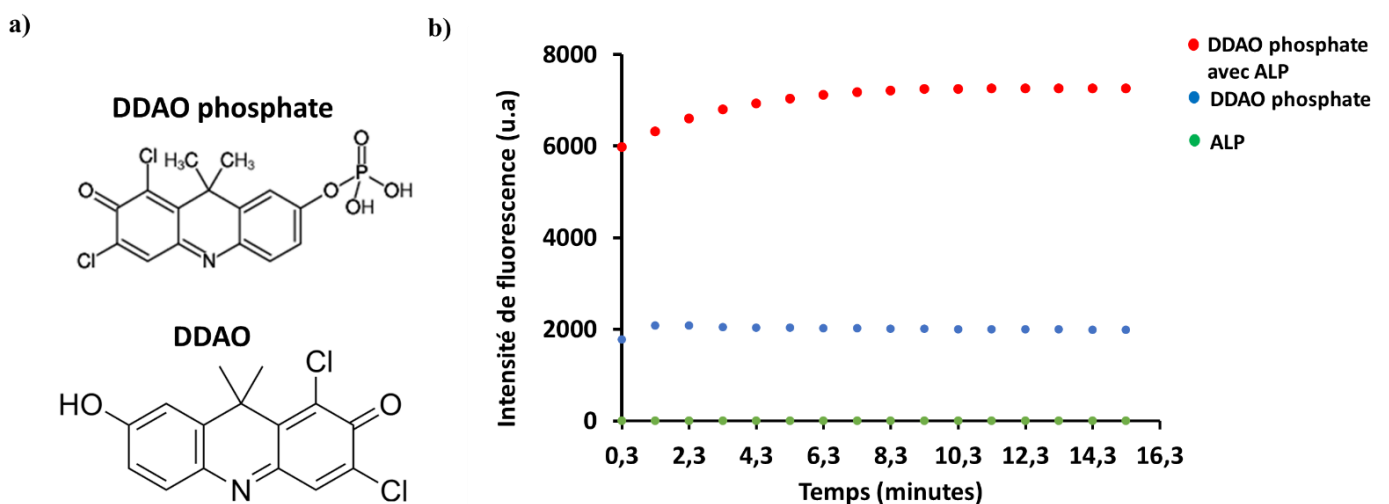 a)
DDAO phosphate
Cl
H₃C
CH₃
O
O
P
OH
O
OH
Cl
N
DDAO
Cl
HO
O
N
Cl
b)
Intensité de fluorescence (u.a)
8000
6000
4000
2000
0
0,3 2,3 4,3 6,3 8,3 10,3 12,3 14,3 16,3
Temps (minutes)
DDAO phosphate
avec ALP
DDAO phosphate
ALP